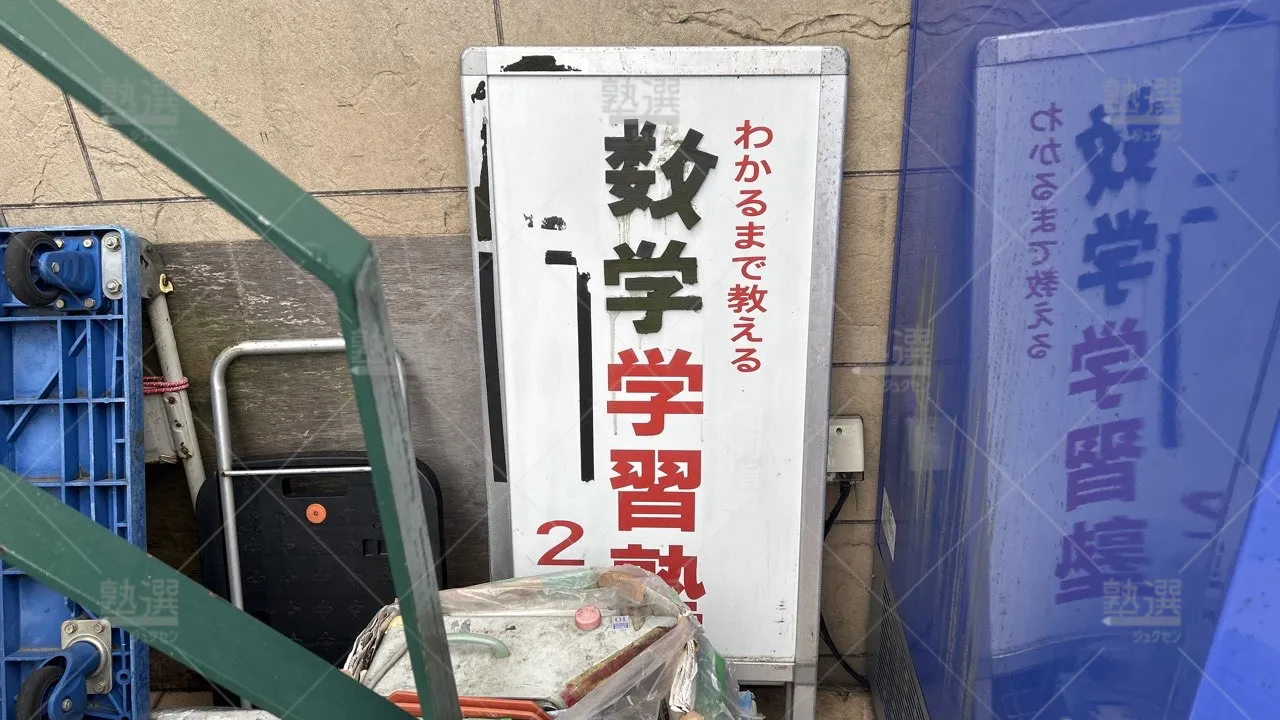 わかるまで教える
数学
学習塾
2
塾選
ジュクセン